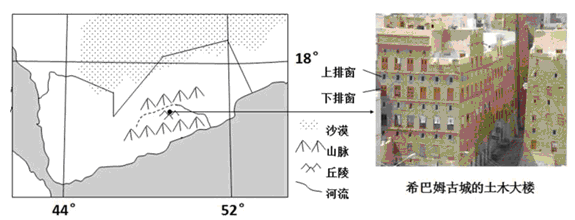 18°
上排窗
下排窗
沙漠
山脉
丘陵
河流
44°
52°
希巴姆古城的土木大楼